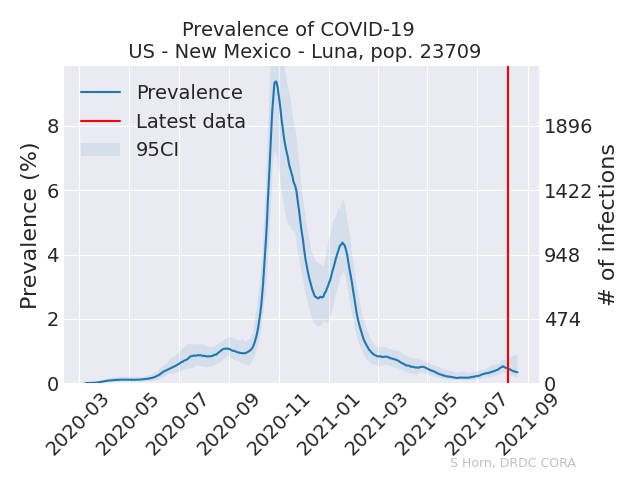 Prevalence of COVID-19
US - New Mexico - Luna, pop. 23709
Prevalence
Latest data
95CI
Prevalence (%)
8
6
4
2
0
1896
1422
948
474
0
# of infections
2020-03
2020-05
2020-07
2020-09
2020-11
2021-01
2021-03
2021-05
2021-07
2021-09
S Horn, DRDC CORA